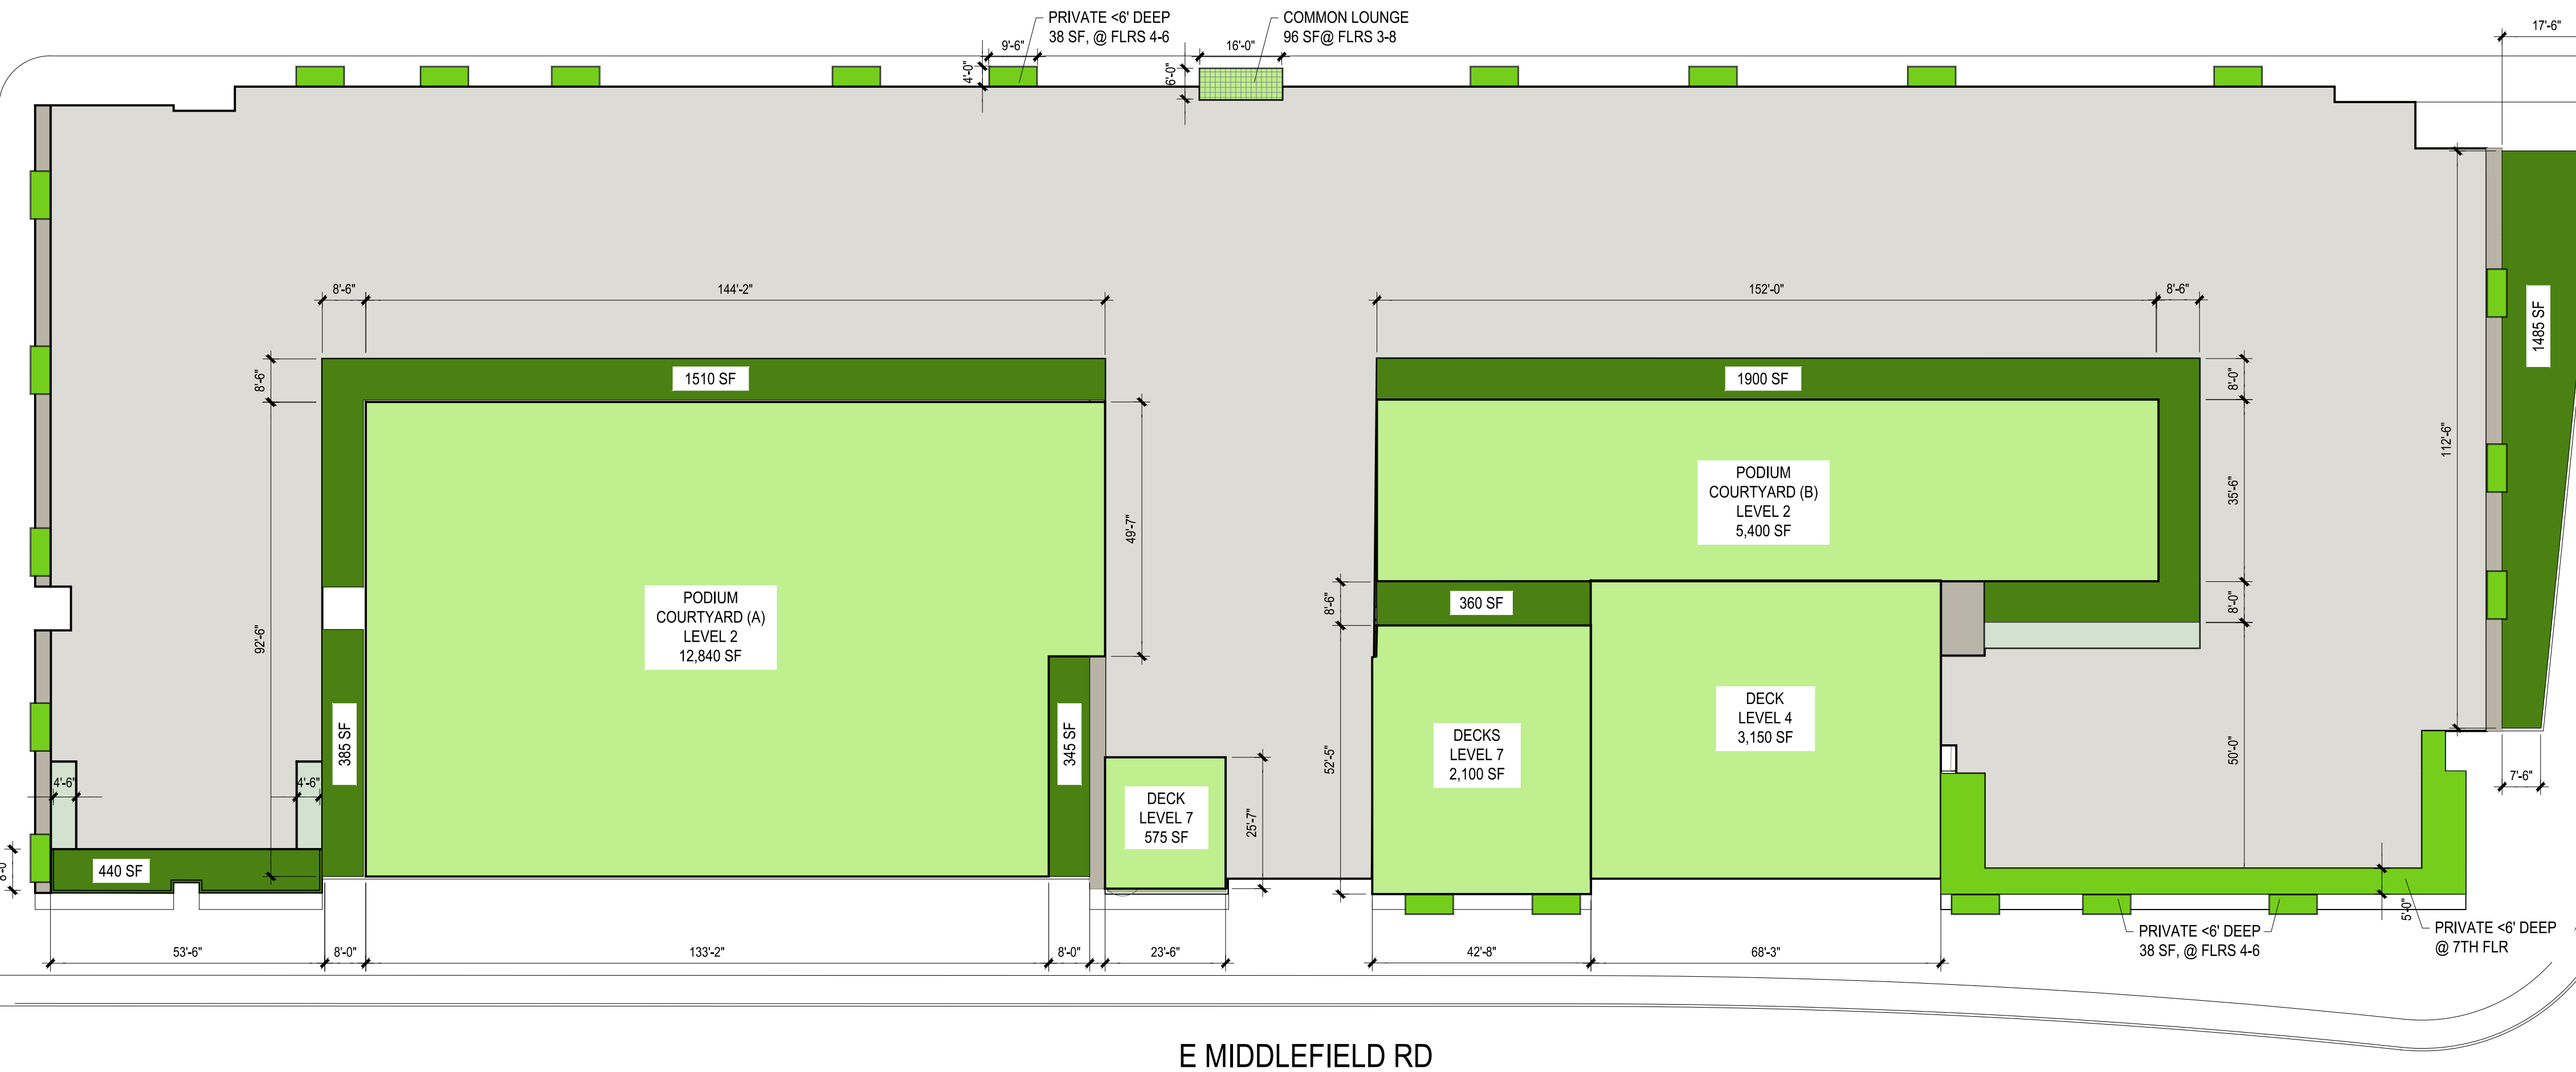 PRIVATE <6' DEEP
38 SF, @ FLRS 4-6
COMMON LOUNGE
96 SF@ FLRS 3-8
17'-6"
9'-6"
16'-0"
4'-0"
6'-0"
8'-6"
144'-2"
152'-0"
8'-6"
8'-6"
1510 SF
1900 SF
8'-0"
1485 SF
112'-6"
49'-7"
35'-6"
PODIUM
COURTYARD (B)
LEVEL 2
5,400 SF
PODIUM
COURTYARD (A)
LEVEL 2
12,840 SF
92'-6"
8'-6"
360 SF
8'-0"
385 SF
345 SF
52'-5"
DECKS
LEVEL 7
2,100 SF
DECK
LEVEL 4
3,150 SF
50'-0"
4'-6"
4'-6"
DECK
LEVEL 7
575 SF
25'-7"
7'-6"
8'-0
440 SF
5'-0"
PRIVATE <6' DEEP
38 SF, @ FLRS 4-6
PRIVATE <6' DEEP
@ 7TH FLR
53'-6"
8'-0"
133'-2"
8'-0"
23'-6"
42'-8"
68'-3"
E MIDDLEFIELD RD